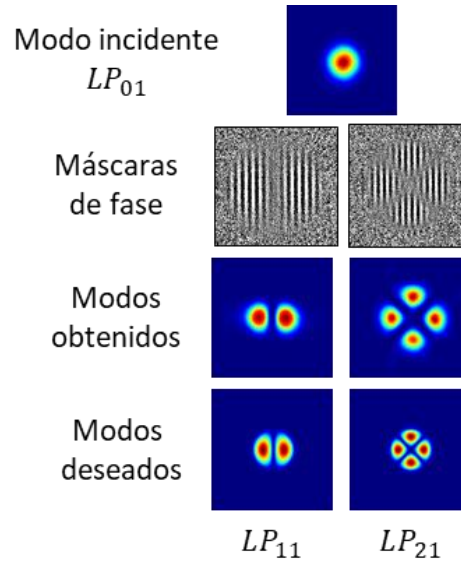 Modo incidente
LP₀₁
Máscaras
de fase
Modos
obtenidos
Modos
deseados
LP₁₁ LP₂₁